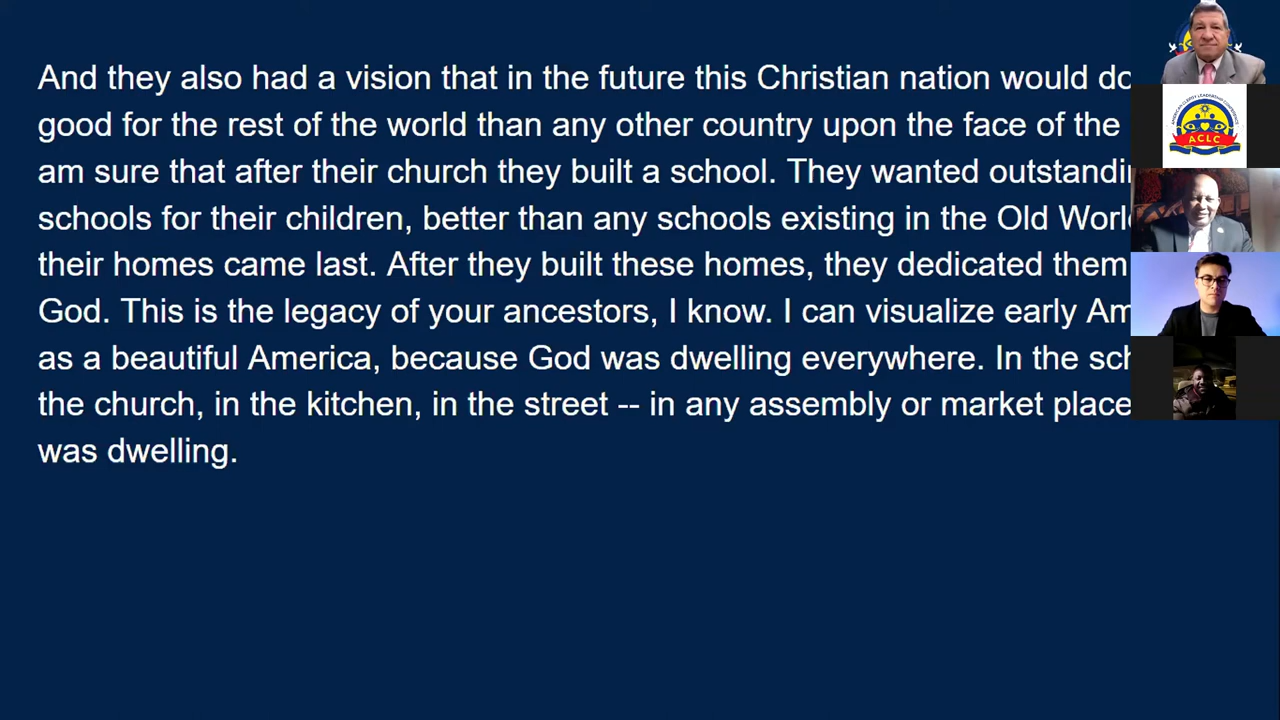 And they also had a vision that in the future this Christian nation would do
good for the rest of the world than any other country upon the face of the
am sure that after their church they built a school. They wanted
schools for their children, better than any schools existing in the Old
their homes came last. After they built these homes, they dedicated them
God. This is the legacy of your ancestors, I know. I can visualize early
as a beautiful America, because God was dwelling everywhere. In the
the church, in the kitchen, in the street -- in any assembly or market place
was dwelling.
AMERICAN CLERGY LEADERSHIP CONFERENCE
ACLC